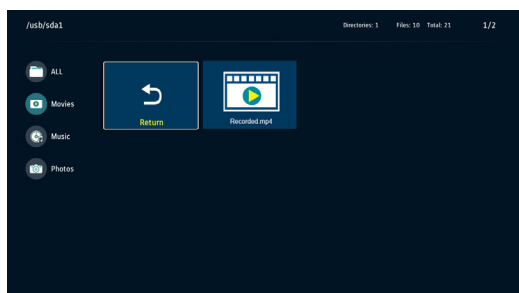 /usb/sda1
Directories: 1 Files: 10 Total: 21 1/2
ALL
Movies
Music
Photos
Return
Recorded.mp4